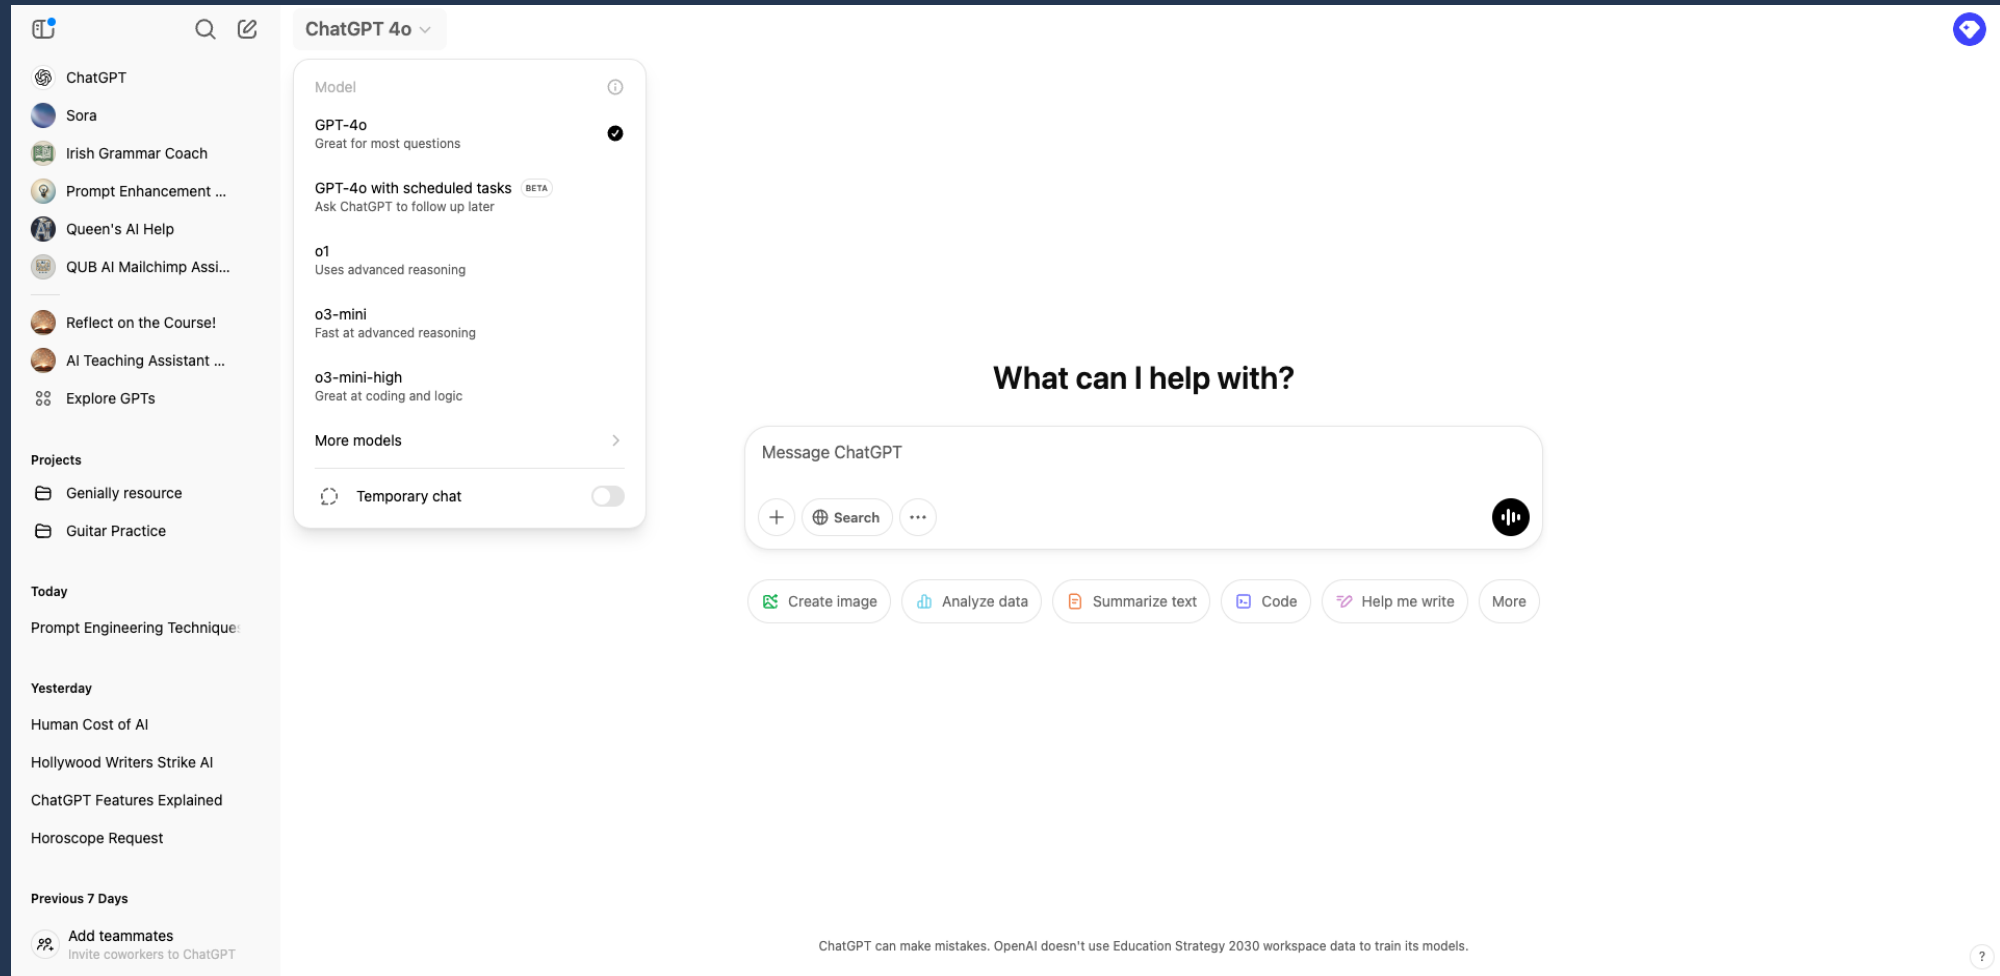 ChatGPT
Sora
Irish Grammar Coach
Prompt Enhancement ...
Queen's AI Help
QUB AI Mailchimp Assi...
Reflect on the Course!
AI Teaching Assistant ...
Explore GPTs
Projects
Genially resource
Guitar Practice
Today
Prompt Engineering Techniques
Yesterday
Human Cost of AI
Hollywood Writers Strike AI
ChatGPT Features Explained
Horoscope Request
Previous 7 Days
Add teammates
Invite coworkers to ChatGPT
ChatGPT 4o
Model
GPT-4o
Great for most questions
GPT-4o with scheduled tasks BETA
Ask ChatGPT to follow up later
o1
Uses advanced reasoning
o3-mini
Fast at advanced reasoning
o3-mini-high
Great at coding and logic
More models
Temporary chat
What can I help with?
Message ChatGPT
Search
Create image
Analyze data
Summarize text
Code
Help me write
More
ChatGPT can make mistakes. OpenAI doesn't use Education Strategy 2030 workspace data to train its models.
?